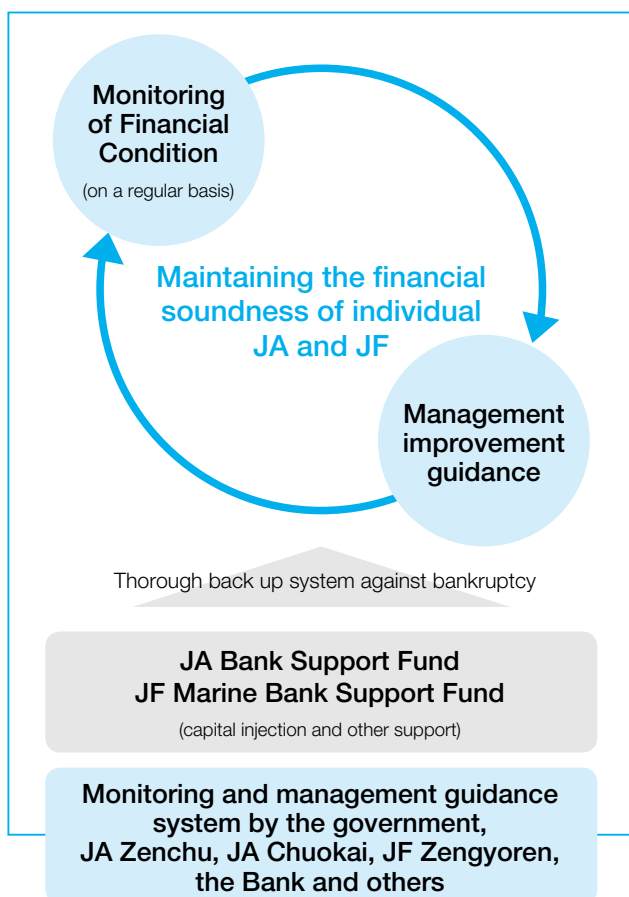 Monitoring
of Financial
Condition
(on a regular basis)
Maintaining the financial
soundness of individual
JA and JF
Management
improvement
guidance
Thorough back up system against bankruptcy
JA Bank Support Fund
JF Marine Bank Support Fund
(capital injection and other support)
Monitoring and management guidance
system by the government,
JA Zenchu, JA Chuokai, JF Zengyoren,
the Bank and others